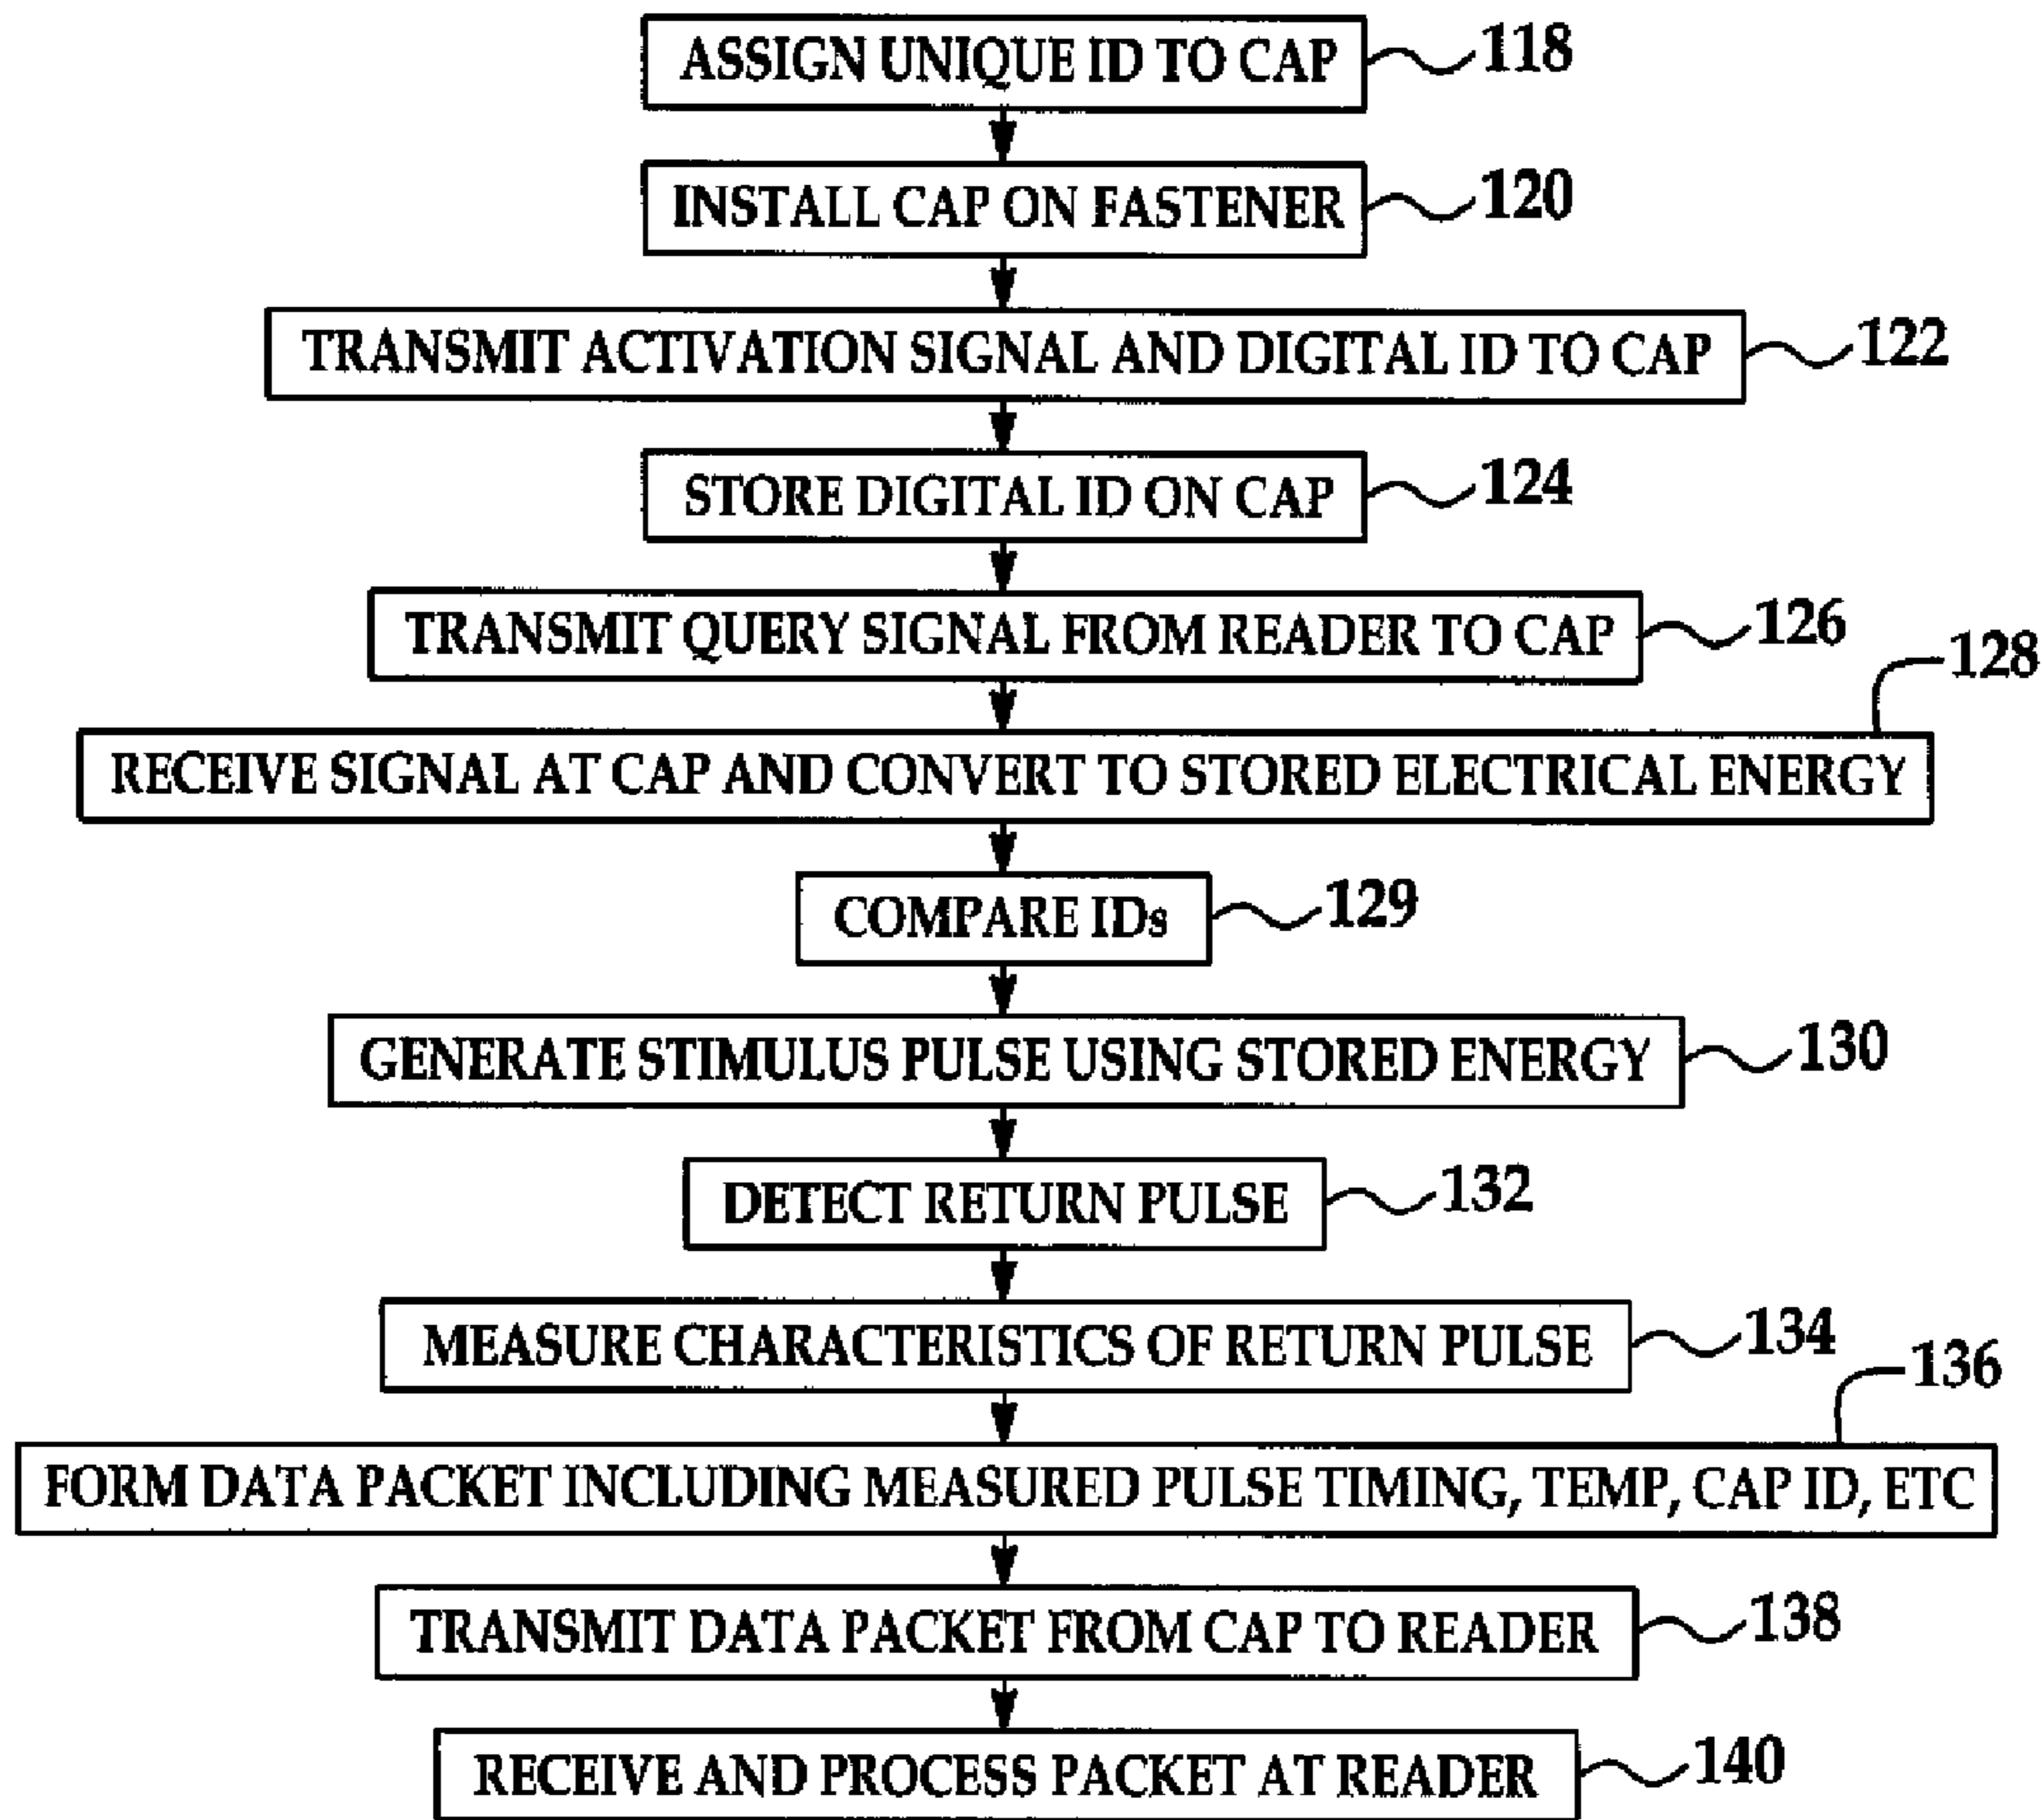 ASSIGN UNIQUE ID TO CAP 118
INSTALL CAP ON FASTENER 120
TRANSMIT ACTIVATION SIGNAL AND DIGITAL ID TO CAP 122
STORE DIGITAL ID ON CAP 124
TRANSMIT QUERY SIGNAL FROM READER TO CAP 126
128
RECEIVE SIGNAL AT CAP AND CONVERT TO STORED ELECTRICAL ENERGY
COMPARE IDs 129
GENERATE STIMULUS PULSE USING STORED ENERGY 130
DETECT RETURN PULSE 132
MEASURE CHARACTERISTICS OF RETURN PULSE 134
136
FORM DATA PACKET INCLUDING MEASURED PULSE TIMING, TEMP, CAP ID, ETC
TRANSMIT DATA PACKET FROM CAP TO READER 138
RECEIVE AND PROCESS PACKET AT READER 140